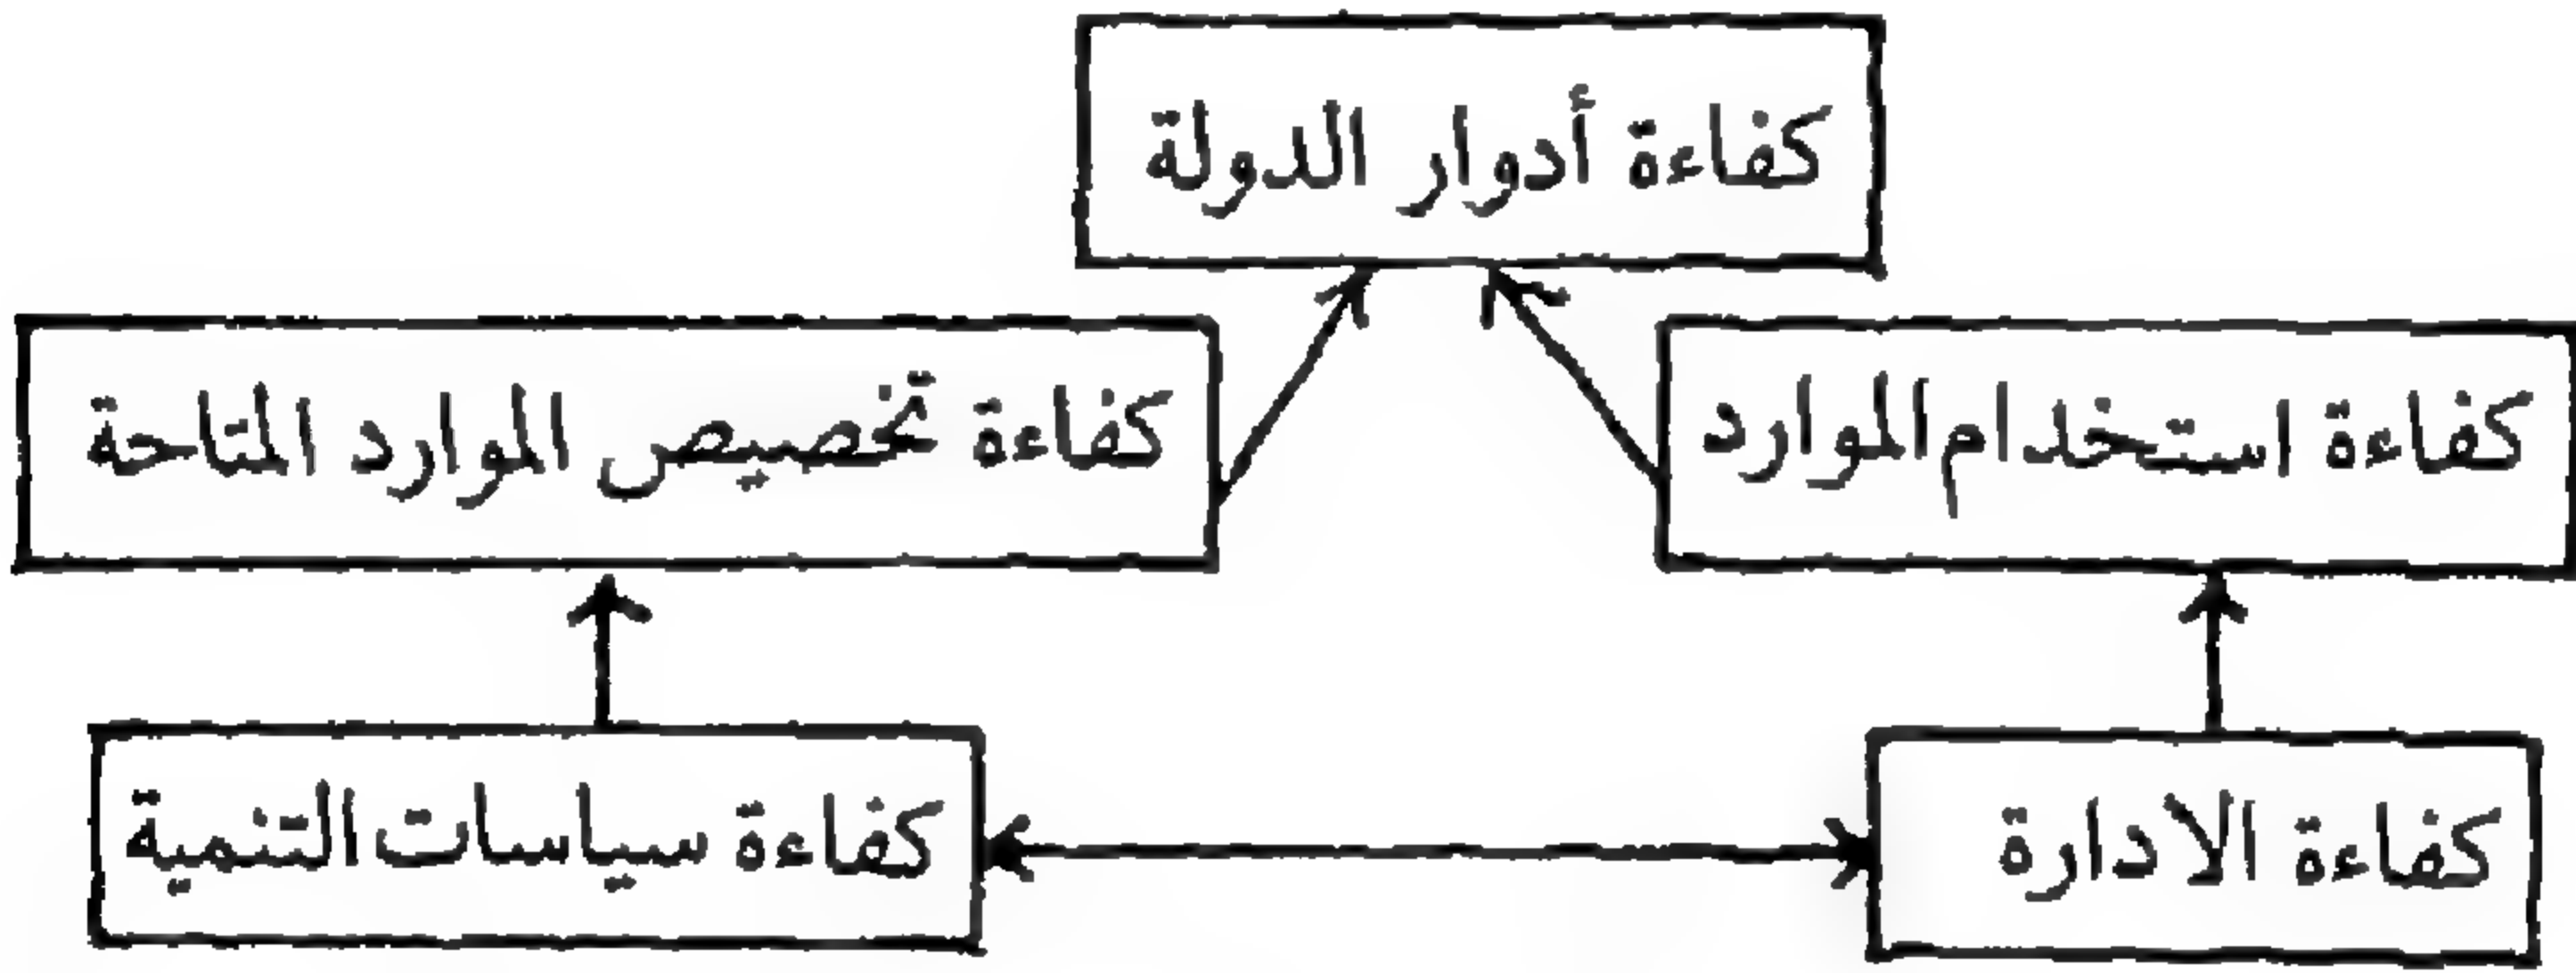 كفاءة أدوار الدولة
كفاءة استخدام الموارد
كفاءة تخصيص الموارد المتاحة
كفاءة الادارة
كفاءة سياسات التنمية